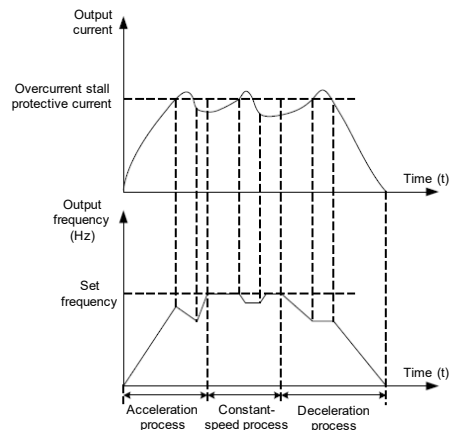 Output
current
Overcurrent stall
protective current
Time (t)
Output
frequency
(Hz)
Set
frequency
Time (t)
Acceleration
process
Constant-
speed process
Deceleration
process